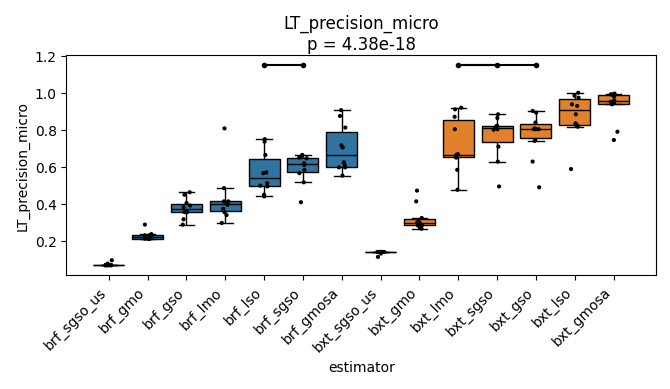 LT_precision_micro
p = 4.38e-18
LT_precision_micro
1.2
1.0
0.8
0.6
0.4
0.2
brf_sgso_us
brf_gmo
brf_gso
brf_lmo
brf_lso
brf_sgso
brf_gmosa
bxt_sgso_us
bxt_gmo
bxt_lmo
bxt_sgso
bxt_gso
bxt_lso
bxt_gmosa
estimator